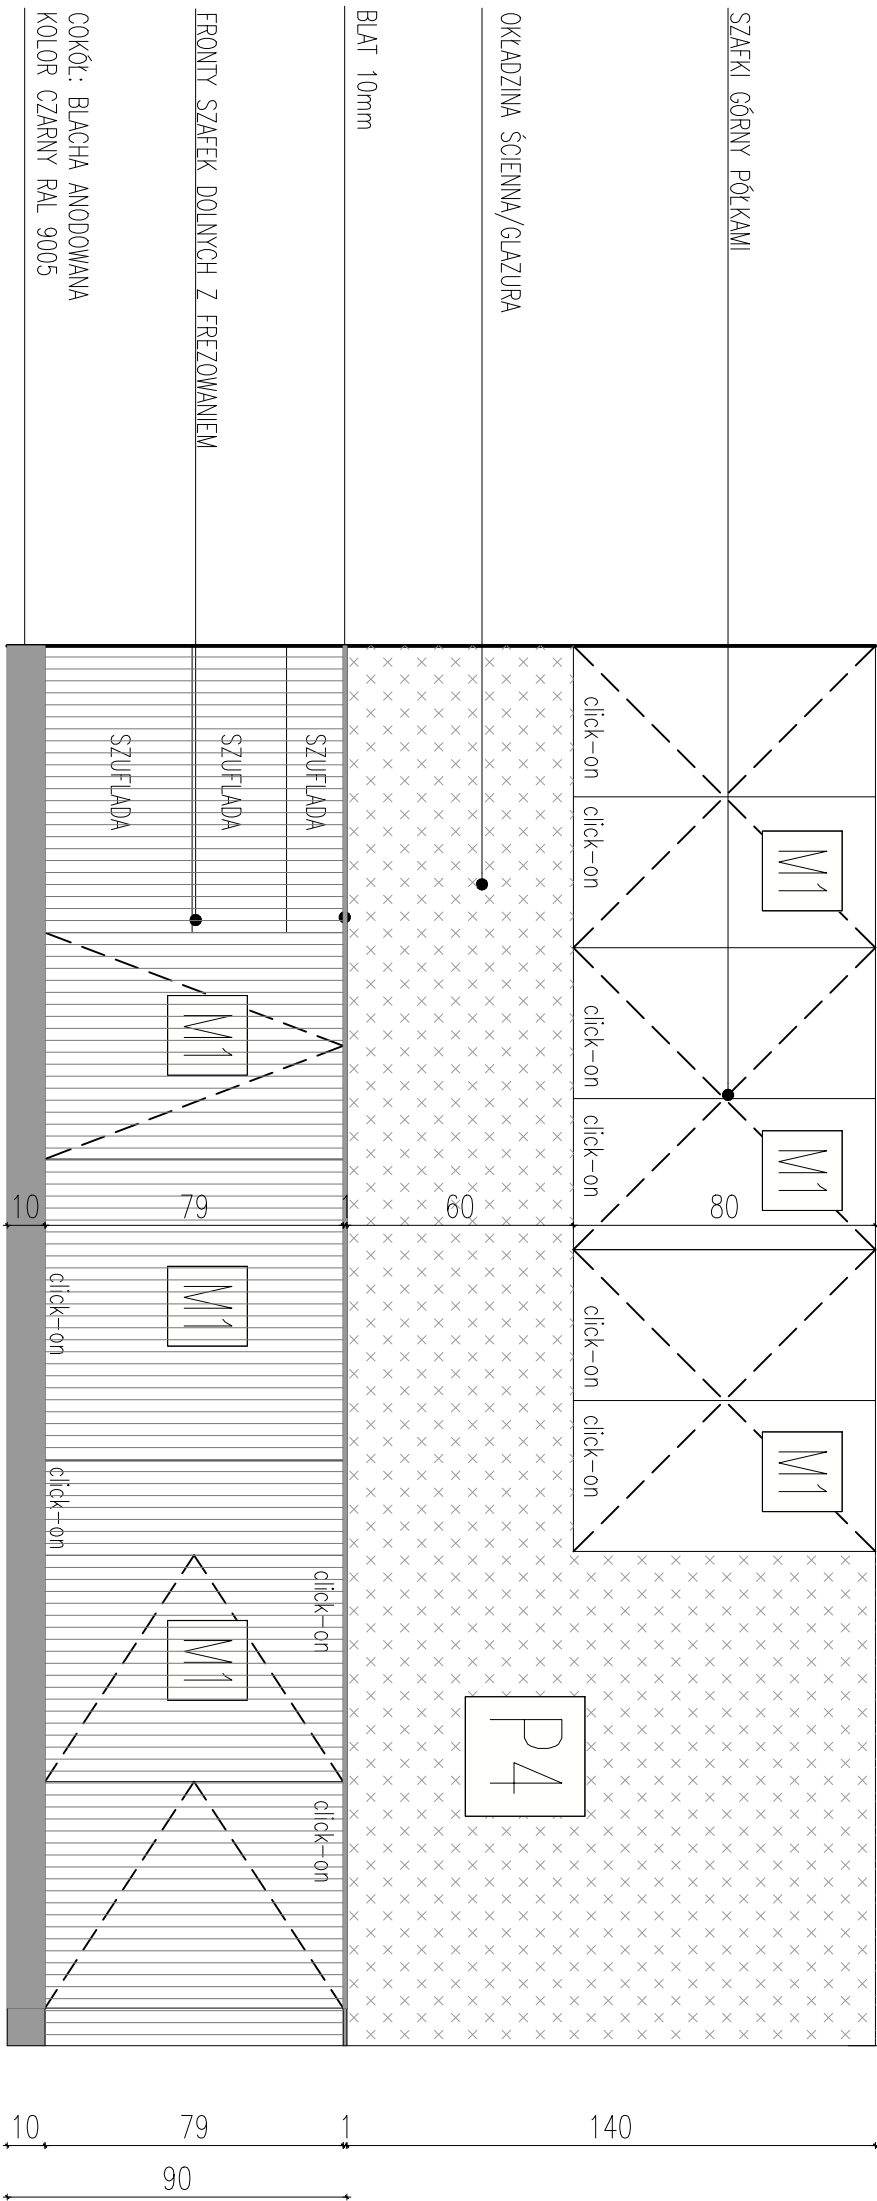 SZAFKI GÓRNY PÓŁKAMI
OKŁADZINA ŚCIENNA/GLAZURA
BLAT 10mm
FRONTY SZAFEK DOLNYCH Z FREZOWANIEM
COKÓŁ: BLACHA ANODOWANA
KOLOR CZARNY RAL 9005
M1
M1
M1
click-on
click-on
click-on
click-on
click-on
click-on
80
60
1
79
10
P4
SZUFLADA
SZUFLADA
SZUFLADA
M1
M1
M1
click-on
click-on
click-on
click-on
140
1
79
10
90